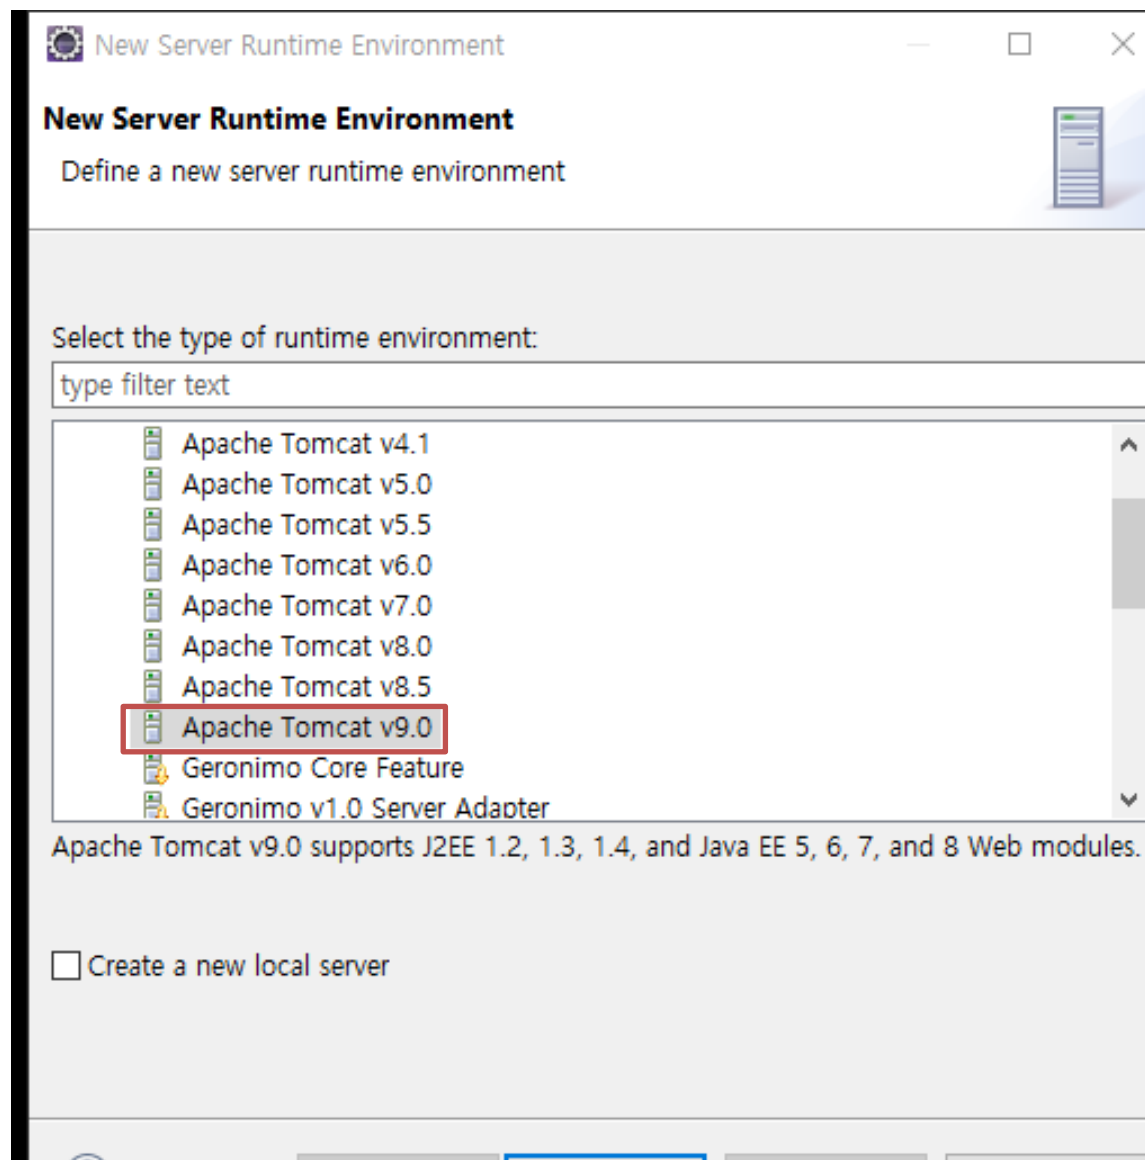 New Server Runtime Environment
New Server Runtime Environment
Define a new server runtime environment
Select the type of runtime environment:
type filter text
Apache Tomcat v4.1
Apache Tomcat v5.0
Apache Tomcat v5.5
Apache Tomcat v6.0
Apache Tomcat v7.0
Apache Tomcat v8.0
Apache Tomcat v8.5
Apache Tomcat v9.0
Geronimo Core Feature
Geronimo v1.0 Server Adapter
Apache Tomcat v9.0 supports J2EE 1.2, 1.3, 1.4, and Java EE 5, 6, 7, and 8 Web modules.
Create a new local server